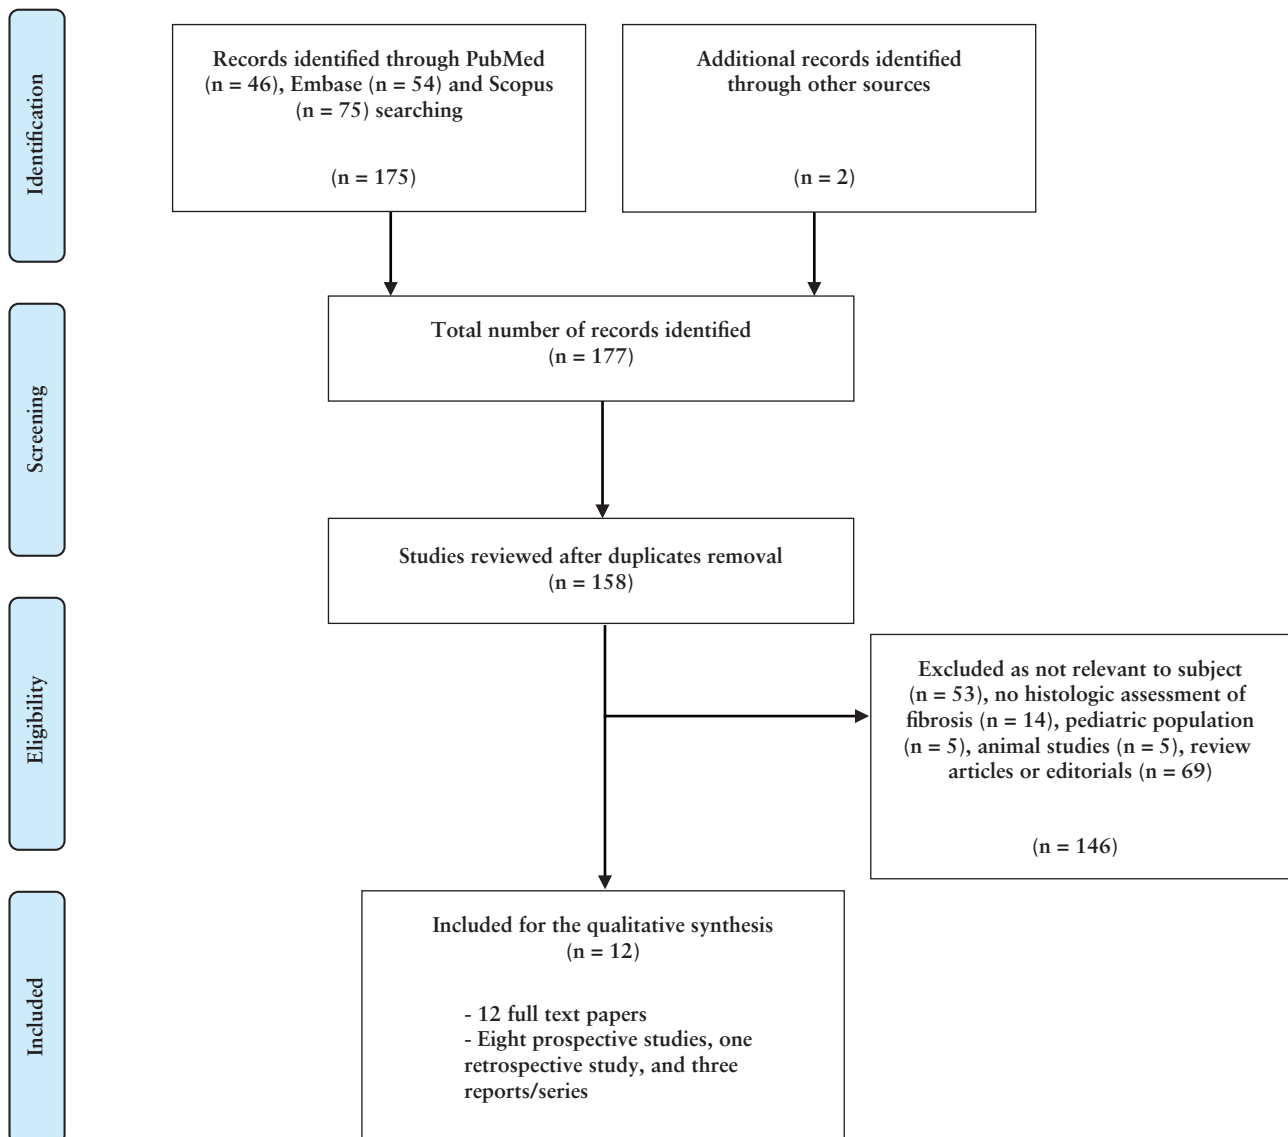 Identification
Records identified through PubMed
(n = 46), Embase (n = 54) and Scopus
(n = 75) searching
(n = 175)
Additional records identified
through other sources
(n = 2)
Screening
Total number of records identified
(n = 177)
Studies reviewed after duplicates removal
(n = 158)
Eligibility
Excluded as not relevant to subject
(n = 53), no histologic assessment of
fibrosis (n = 14), pediatric population
(n = 5), animal studies (n = 5), review
articles or editorials (n = 69)
(n = 146)
Included
Included for the qualitative synthesis
(n = 12)
- 12 full text papers
- Eight prospective studies, one
retrospective study, and three
reports/series